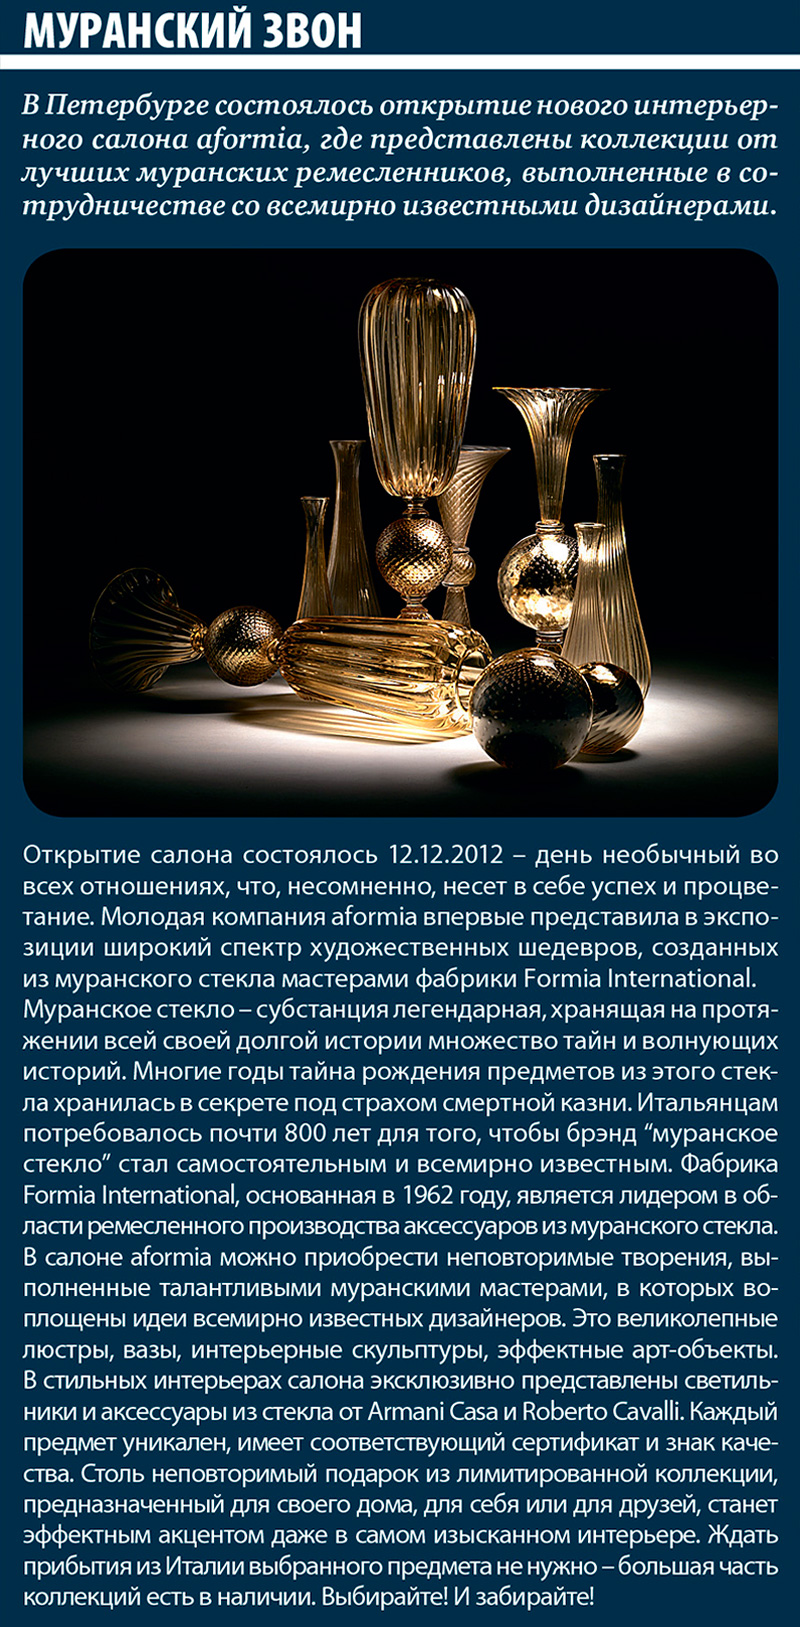 МУРАНСКИЙ ЗВОН
В Петербурге состоялось открытие нового интерьер-
ного салона aformia, где представлены коллекции от
лучших муранских ремесленников, выполненные в со-
трудничестве со всемирно известными дизайнерами.
Открытие салона состоялось 12.12.2012 – день необычный во
всех отношениях, что, несомненно, несет в себе успех и процве-
тание. Молодая компания aformia впервые представила в экспо-
зиции широкий спектр художественных шедевров, созданных
из муранского стекла мастерами фабрики Formia International.
Муранское стекло – субстанция легендарная, хранящая на протя-
жении всей своей долгой истории множество тайн и волнующих
историй. Многие годы тайна рождения предметов из этого стек-
ла хранилась в секрете под страхом смертной казни. Итальянцам
потребовалось почти 800 лет для того, чтобы брэнд “муранское
стекло” стал самостоятельным и всемирно известным. Фабрика
Formia International, основанная в 1962 году, является лидером в об-
ласти ремесленного производства аксессуаров из муранского стекла.
В салоне aformia можно приобрести неповторимые творения, вы-
полненные талантливыми муранскими мастерами, в которых во-
площены идеи всемирно известных дизайнеров. Это великолепные
люстры, вазы, интерьерные скульптуры, эффектные арт-объекты.
В стильных интерьерах салона эксклюзивно представлены светиль-
ники и аксессуары из стекла от Armani Casa и Roberto Cavalli. Каждый
предмет уникален, имеет соответствующий сертификат и знак каче-
ства. Столь неповторимый подарок из лимитированной коллекции,
предназначенный для своего дома, для себя или для друзей, станет
эффектным акцентом даже в самом изысканном интерьере. Ждать
прибытия из Италии выбранного предмета не нужно – большая часть
коллекций есть в наличии. Выбирайте! И забирайте!